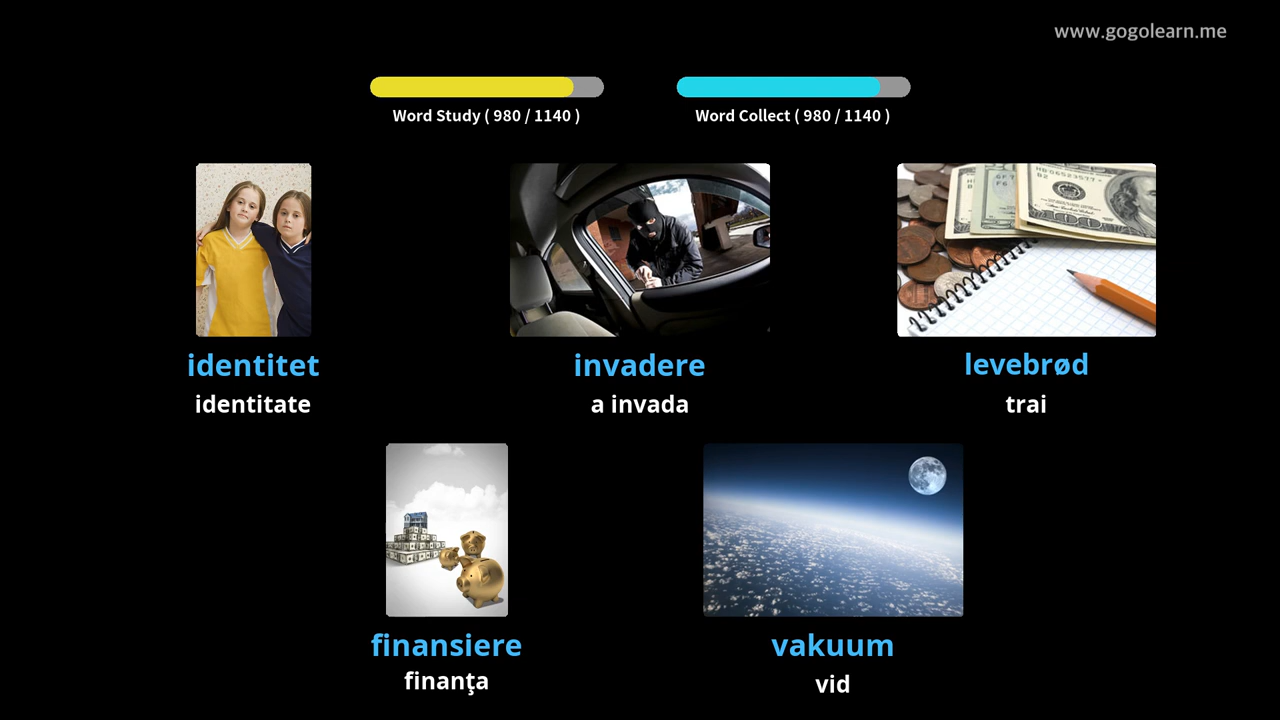 www.gogolearn.me
Word Study ( 980 / 1140 )
Word Collect ( 980 / 1140 )
identitet
invadere
levebrød
identitate
a invada
trai
finansiere
vakuum
finanţa
vid